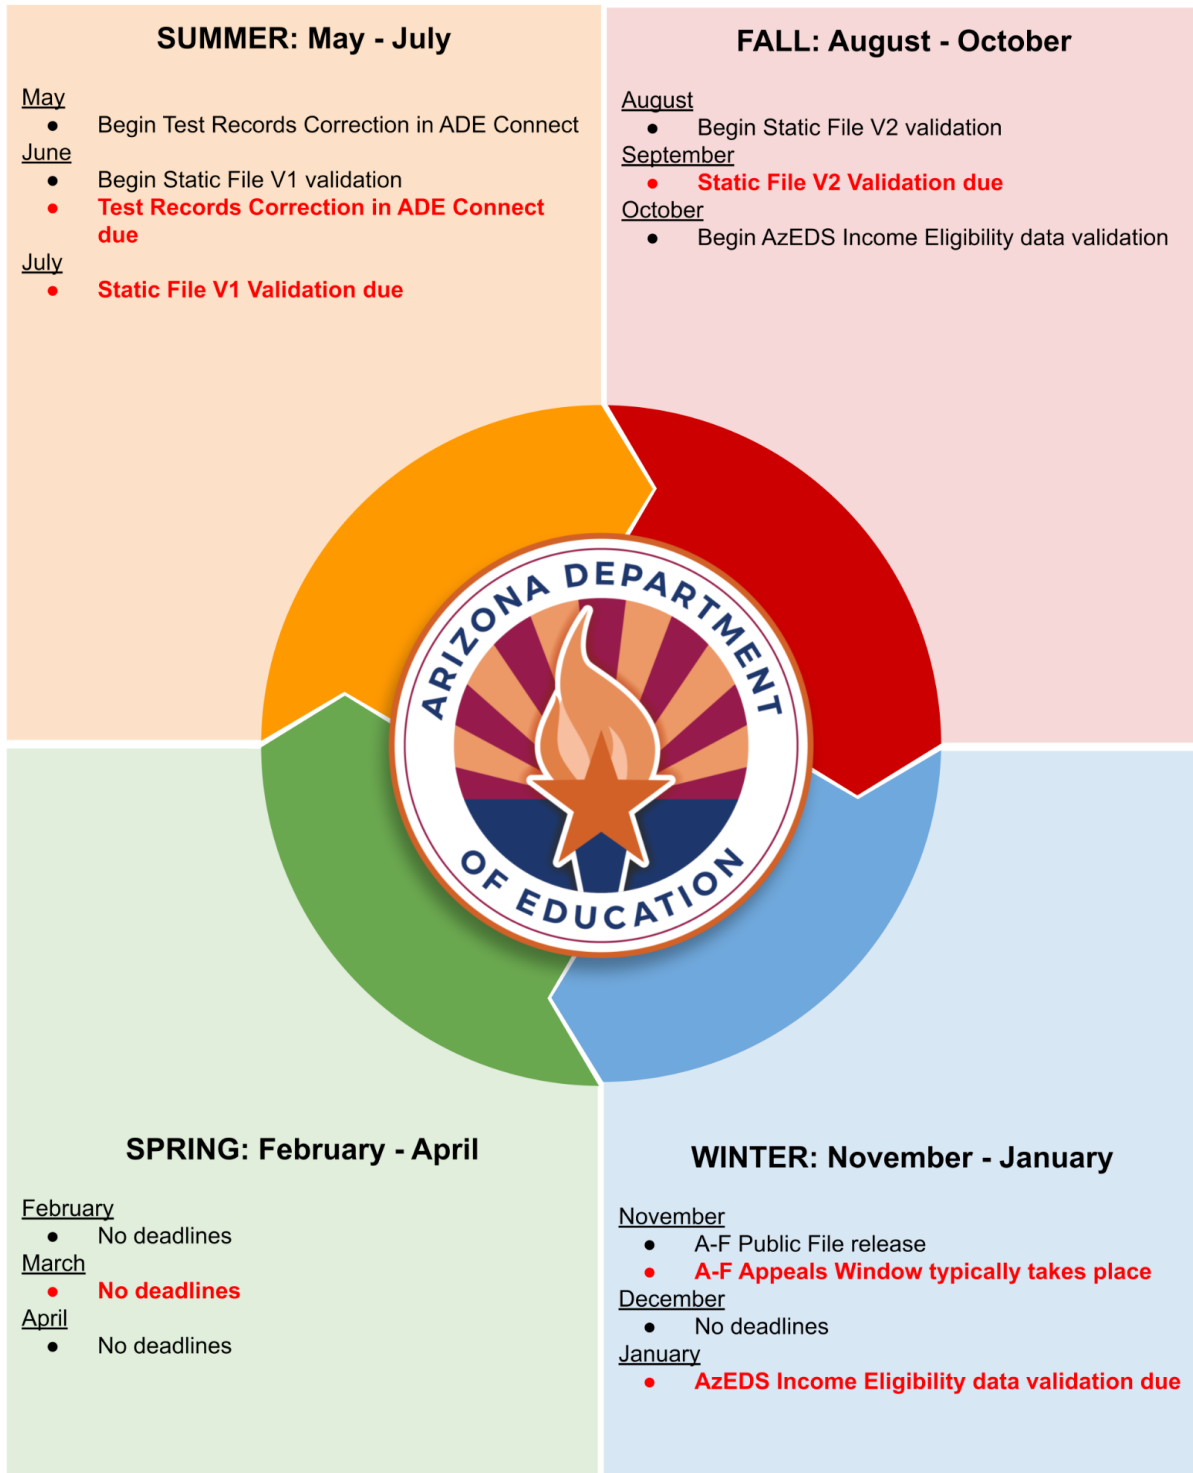 SUMMER: May - July
May
● Begin Test Records Correction in ADE Connect
June
● Begin Static File V1 validation
● Test Records Correction in ADE Connect
due
July
● Static File V1 Validation due
FALL: August - October
August
● Begin Static File V2 validation
September
● Static File V2 Validation due
October
● Begin AzEDS Income Eligibility data validation
ARIZONA DEPARTMENT
OF EDUCATION
SPRING: February - April
February
● No deadlines
March
● No deadlines
April
● No deadlines
WINTER: November - January
November
● A-F Public File release
● A-F Appeals Window typically takes place
December
● No deadlines
January
● AzEDS Income Eligibility data validation due